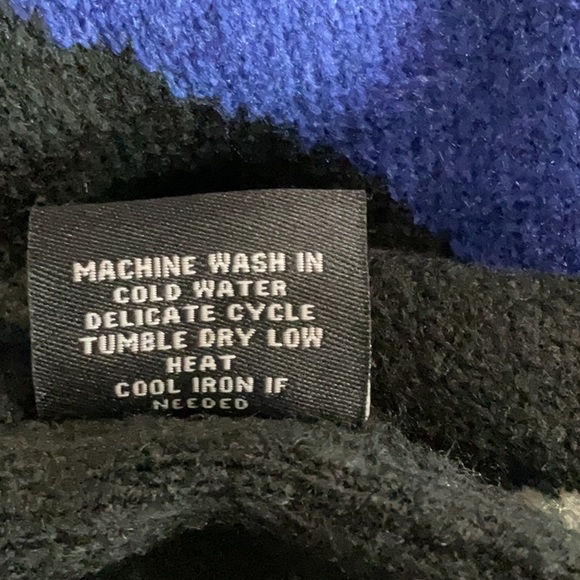 MACHINE WASH IN
COLD WATER
DELICATE CYCLE
TUMBLE DRY LOW
HEAT
COOL IRON IF
NEEDED